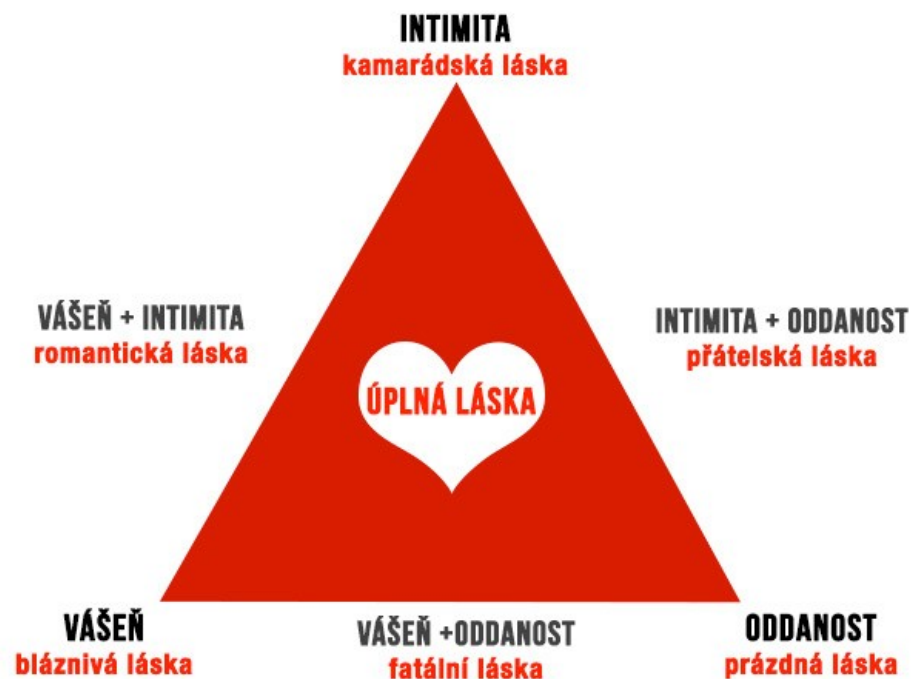 INTIMITA
kamarádská láska
VÁŠEŇ + INTIMITA
romantická láska
INTIMITA + ODDANOST
přátelská láska
ÚPLNÁ LÁSKA
VÁŠEŇ
bláznivá láska
VÁŠEŇ +ODDANOST
fatální láska
ODDANOST
prázdná láska